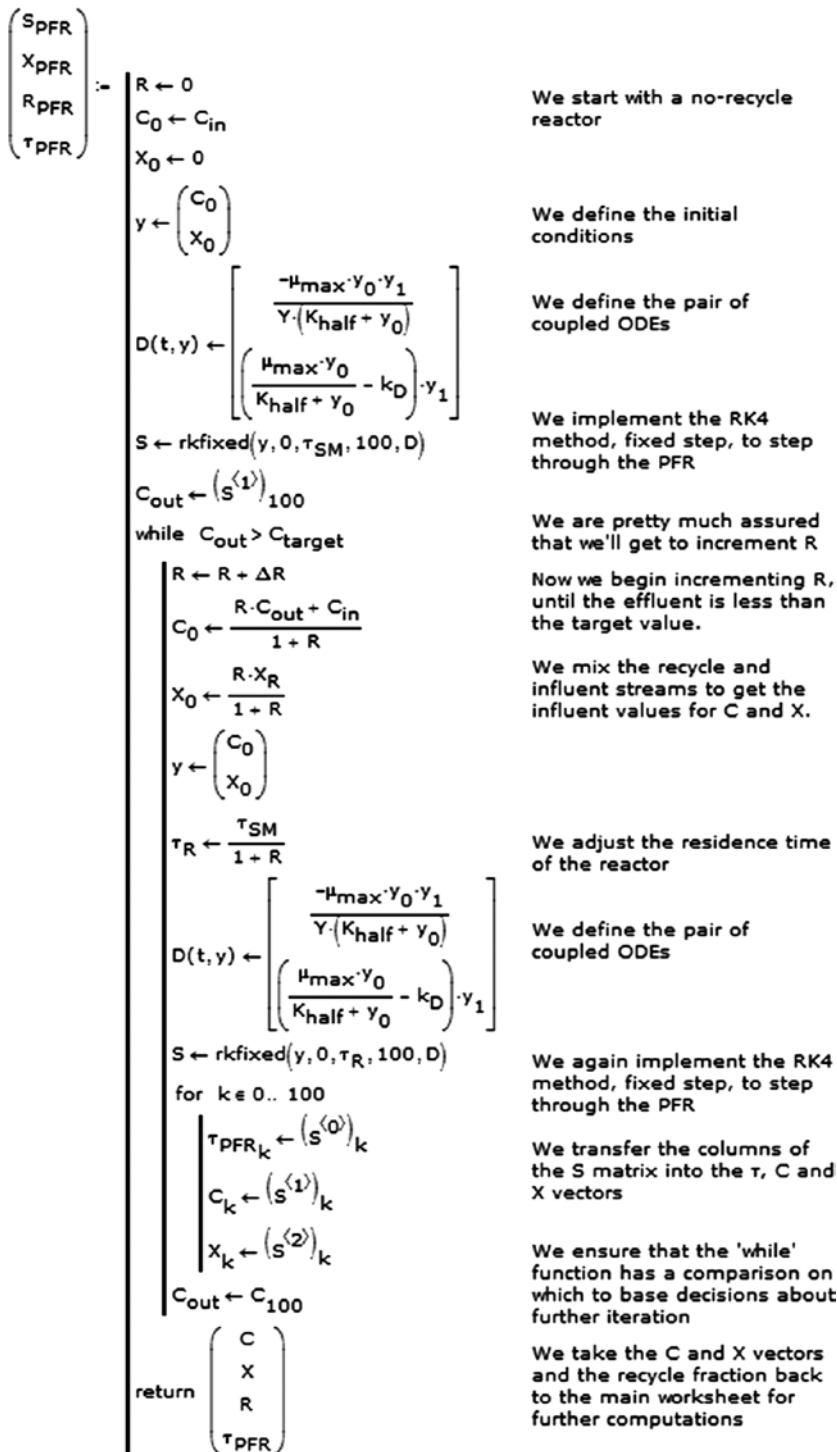 (S_PFR
X_PFR
R_PFR
τ_PFR) :=
R ← 0
We start with a no-recycle
reactor
C_0 ← C_in
X_0 ← 0
y ← (C_0
X_0)
We define the initial
conditions
D(t, y) ← [ -μ_max·y_0·y_1 / Y·(K_half + y_0)
( μ_max·y_0 / K_half + y_0 - k_D )·y_1 ]
We define the pair of
coupled ODEs
S ← rkfixed(y, 0, τ_SM, 100, D)
We implement the RK4
method, fixed step, to step
through the PFR
C_out ← (S^⟨1⟩)_100
while C_out > C_target
We are pretty much assured
that we'll get to increment R
R ← R + ΔR
Now we begin incrementing R,
until the effluent is less than
the target value.
C_0 ← R·C_out + C_in / 1 + R
X_0 ← R·X_R / 1 + R
We mix the recycle and
influent streams to get the
influent values for C and X.
y ← (C_0
X_0)
τ_R ← τ_SM / 1 + R
We adjust the residence time
of the reactor
D(t, y) ← [ -μ_max·y_0·y_1 / Y·(K_half + y_0)
( μ_max·y_0 / K_half + y_0 - k_D )·y_1 ]
We define the pair of
coupled ODEs
S ← rkfixed(y, 0, τ_R, 100, D)
We again implement the RK4
method, fixed step, to step
through the PFR
for k ∈ 0.. 100
τ_PFR_k ← (S^⟨0⟩)_k
We transfer the columns of
the S matrix into the τ, C and
X vectors
C_k ← (S^⟨1⟩)_k
X_k ← (S^⟨2⟩)_k
C_out ← C_100
We ensure that the 'while'
function has a comparison on
which to base decisions about
further iteration
return (C
X
R
τ_PFR)
We take the C and X vectors
and the recycle fraction back
to the main worksheet for
further computations